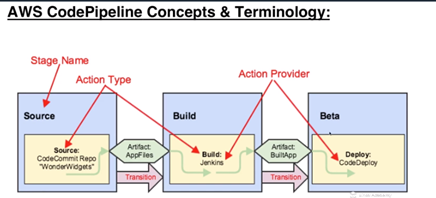 AWS CodePipeline Concepts & Terminology:
Stage Name
Action Type
Action Provider
Source
Build
Beta
Source:
CodeCommit Repo
"WonderWidgets"
Artifact:
AppFiles
Build:
Jenkins
Artifact:
BuiltApp
Deploy:
CodeDeploy
Transition
Transition